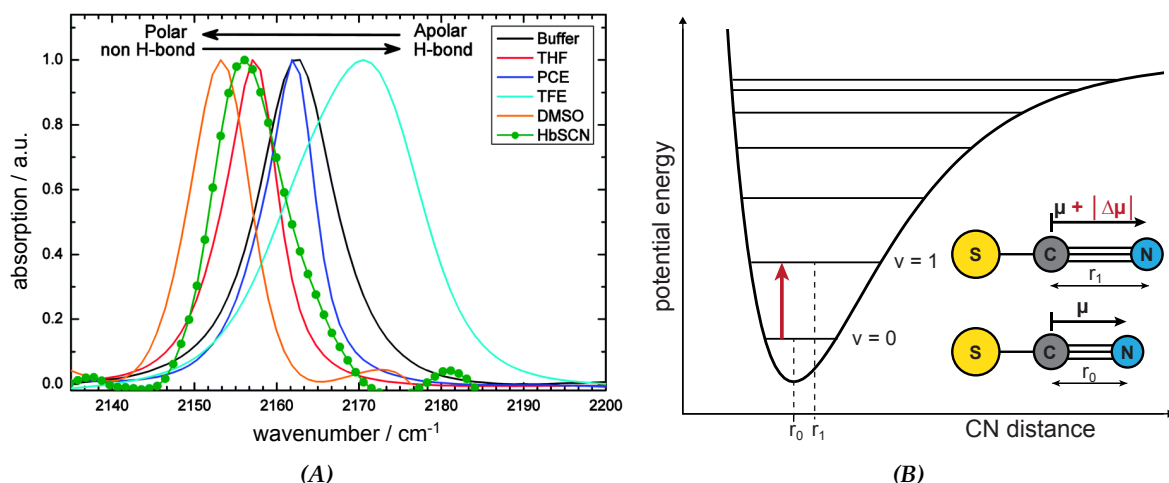 Polar
non H-bond
Apolar
H-bond
Buffer
THF
PCE
TFE
DMSO
HbSCN
1.0
0.8
0.6
0.4
0.2
0.0
absorption / a.u.
2140 2150 2160 2170 2180 2190 2200
wavenumber / cm⁻¹
(A)
potential energy
v = 1
v = 0
μ + |Δμ|
S C N
r₁
μ
S C N
r₀
r₀ r₁
CN distance
(B)